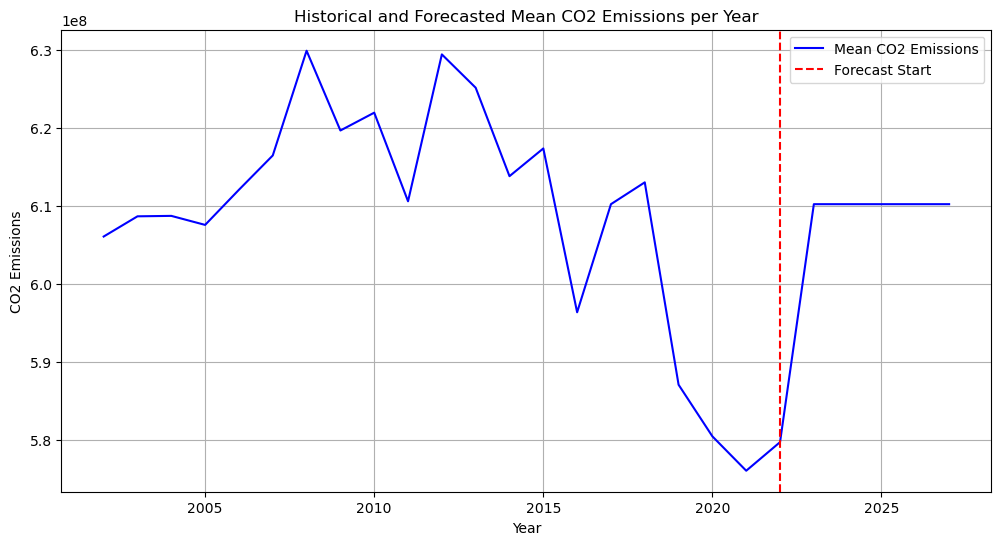 Historical and Forecasted Mean CO2 Emissions per Year
1e8
Mean CO2 Emissions
Forecast Start
6.3
6.2
6.1
6.0
5.9
5.8
CO2 Emissions
2005
2010
2015
2020
2025
Year